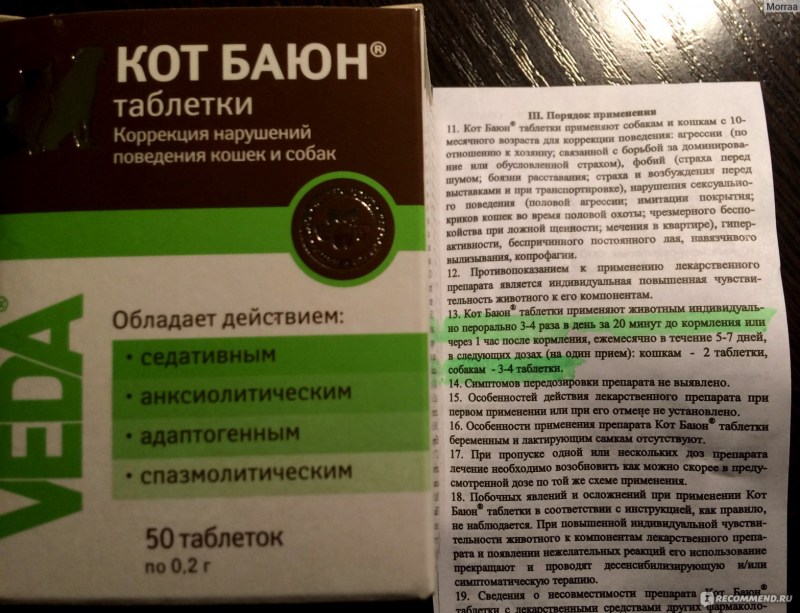 Morraa
КОТ БАЮН®
таблетки
Коррекция нарушений
поведения кошек и собак
®
VEDA
Обладает действием:
• седативным
• анксиолитическим
• адаптогенным
• спазмолитическим
50 таблеток
по 0,2 г
III. Порядок применения
11. Кот Баюн® таблетки применяют собакам и кошкам с 10-
месячного возраста для коррекции поведения: агрессии (по
отношению к хозяину; связанной с борьбой за доминирова-
ние или обусловленной страхом), фобий (страха перед
шумом; боязни расставания; страха и возбуждения перед
выставками и при транспортировке), нарушения сексуально-
го поведения (половой агрессии; имитации покрытия;
криков кошек во время половой охоты; чрезмерного беспо-
койства при ложной щенности; мечения в квартире), гипер-
активности, беспричинного постоянного лая, навязчивого
вылизывания, копрофагии.
12. Противопоказанием к применению лекарственного
препарата является индивидуальная повышенная чувстви-
тельность животного к его компонентам.
13. Кот Баюн® таблетки применяют животным индивидуаль-
но перорально 3-4 раза в день за 20 минут до кормления или
через 1 час после кормления, ежемесячно в течение 5-7 дней,
в следующих дозах (на один прием): кошкам - 2 таблетки,
собакам - 3-4 таблетки.
14. Симптомов передозировки препарата не выявлено.
15. Особенностей действия лекарственного препарата при
первом применении или при его отмене не установлено.
16. Особенности применения препарата Кот Баюн® таблетки
беременным и лактирующим самкам отсутствуют.
17. При пропуске одной или нескольких доз препарата
лечение необходимо возобновить как можно скорее в преду-
смотренной дозе по той же схеме применения.
18. Побочных явлений и осложнений при применении Кот
Баюн® таблетки в соответствии с инструкцией, как правило,
не наблюдается. При повышенной индивидуальной чувстви-
тельности животного к компонентам лекарственного препа-
рата и появлении нежелательных реакций его использование
прекращают и проводят десенсибилизирующую и/или
симптоматическую терапию.
19. Сведения о несовместимости препарата Кот Баюн®
таблетки с лекарственными средствами других фармаколо-
RECOMMEND.RU